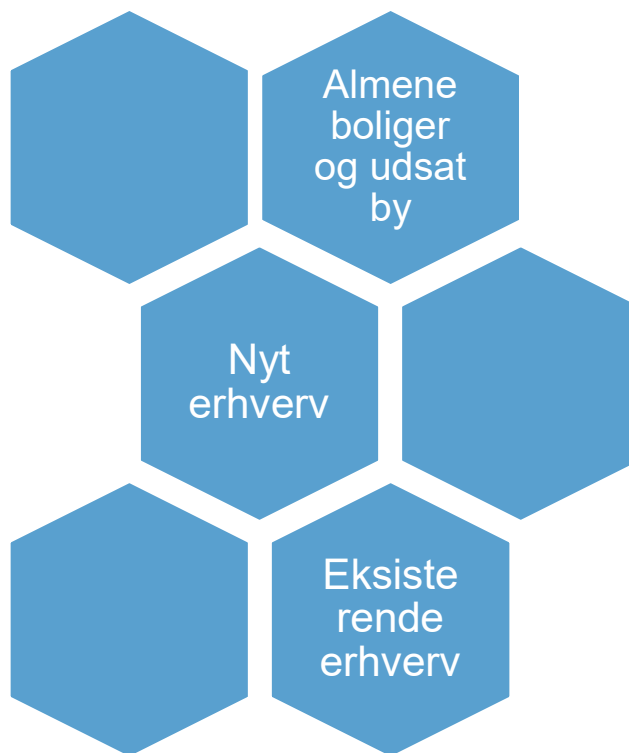 Almene
boliger
og udsat
by
Nyt
erhverv
Eksiste
rende
erhverv